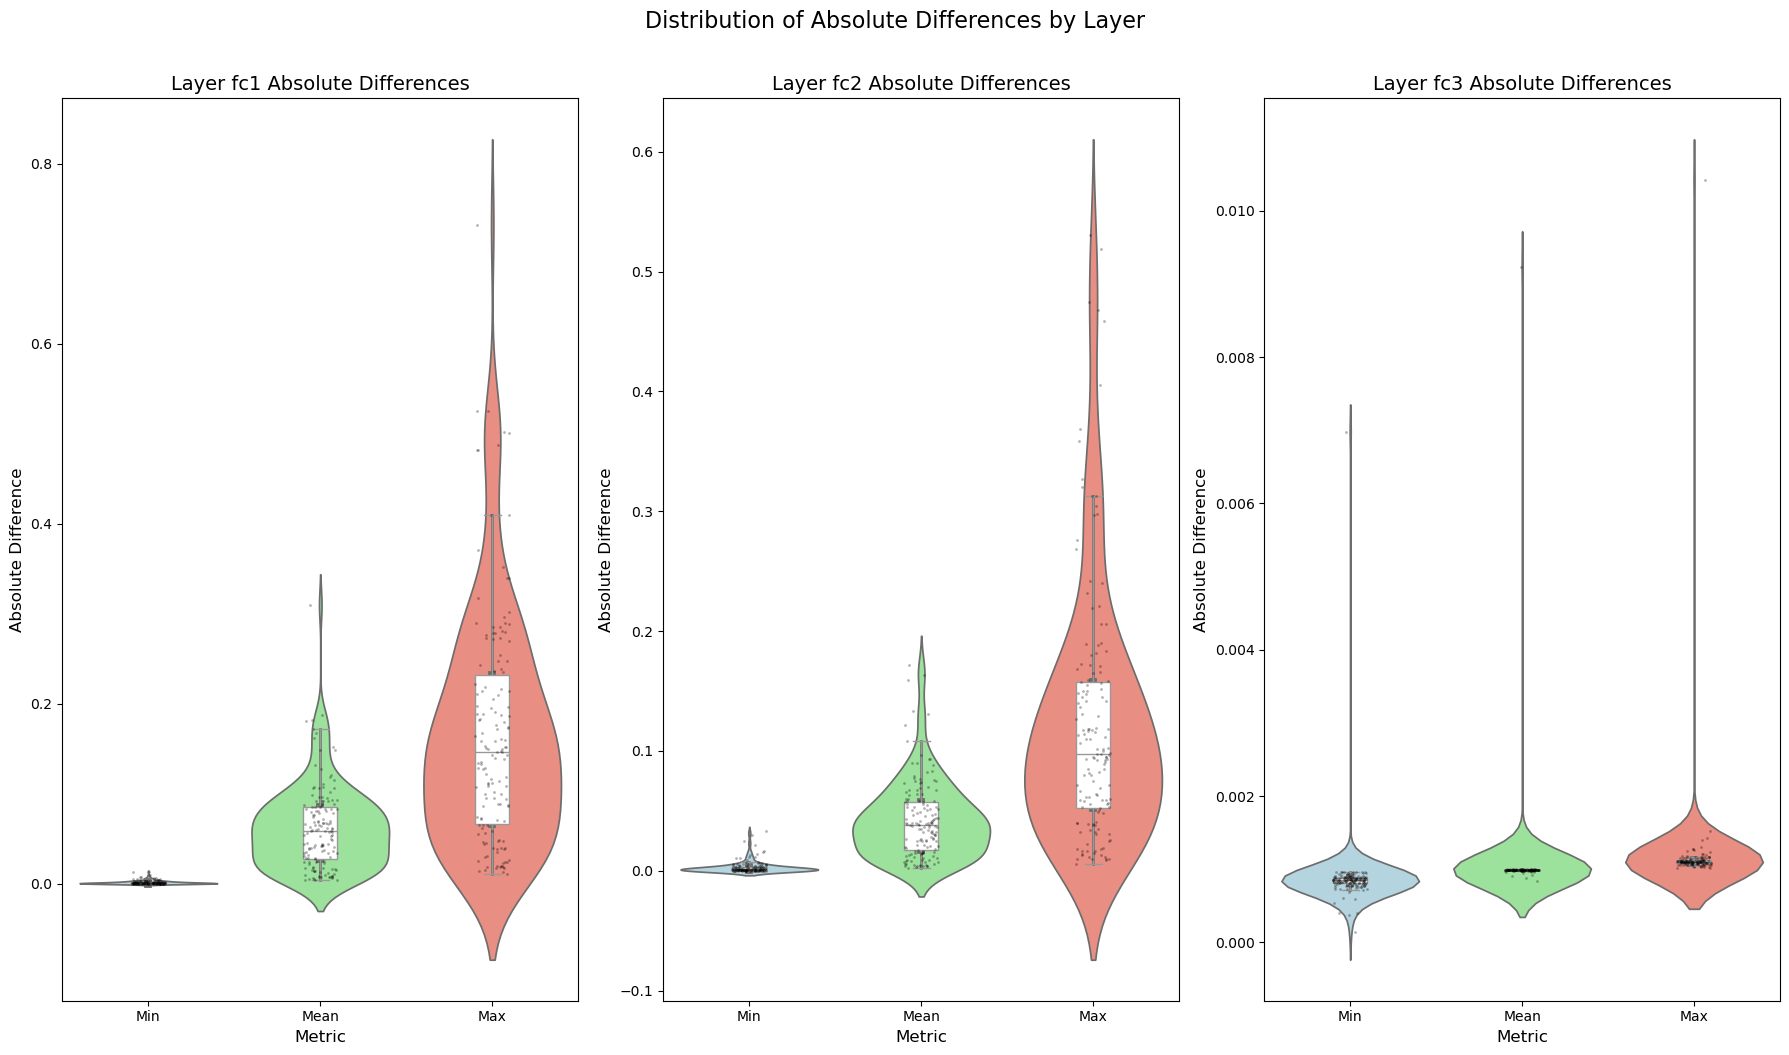 Distribution of Absolute Differences by Layer
Layer fc1 Absolute Differences
Absolute Difference
0.8
0.6
0.4
0.2
0.0
Min
Mean
Max
Metric
Layer fc2 Absolute Differences
Absolute Difference
0.6
0.5
0.4
0.3
0.2
0.1
0.0
−0.1
Min
Mean
Max
Metric
Layer fc3 Absolute Differences
Absolute Difference
0.010
0.008
0.006
0.004
0.002
0.000
Min
Mean
Max
Metric